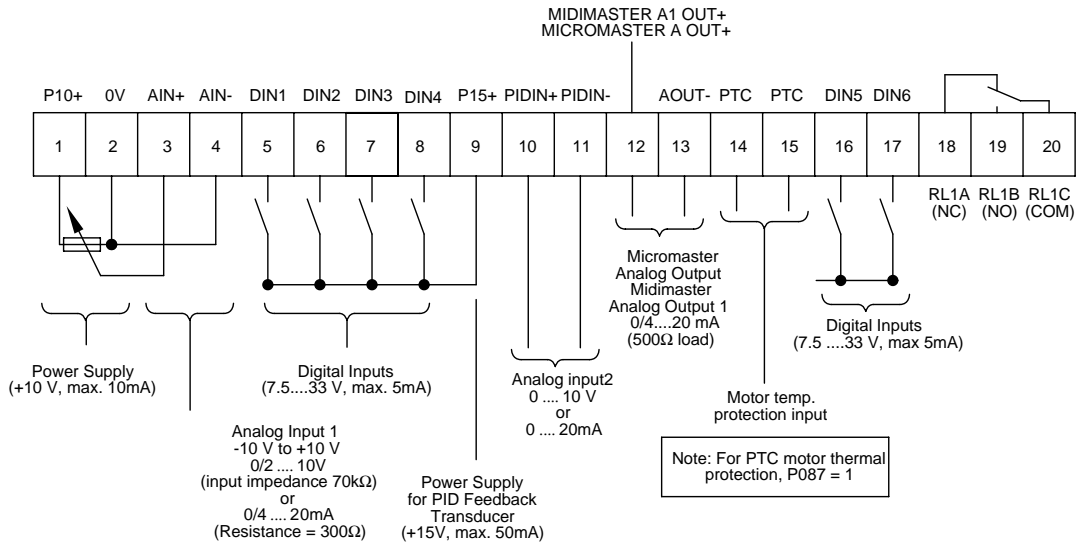 MIDIMASTER A1 OUT+
MICROMASTER A OUT+
P10+ 0V AIN+ AIN- DIN1 DIN2 DIN3 DIN4 P15+ PIDIN+ PIDIN- AOUT- PTC PTC DIN5 DIN6
1 2 3 4 5 6 7 8 9 10 11 12 13 14 15 16 17 18 19 20
RL1A RL1B RL1C
(NC) (NO) (COM)
Power Supply
(+10 V, max. 10mA)
Analog Input 1
-10 V to +10 V
0/2 .... 10V
(input impedance 70kΩ)
or
0/4 .... 20mA
(Resistance = 300Ω)
Digital Inputs
(7.5....33 V, max. 5mA)
Power Supply
for PID Feedback
Transducer
(+15V, max. 50mA)
Analog input2
0 .... 10 V
or
0 .... 20mA
Micromaster
Analog Output
Midimaster
Analog Output 1
0/4....20 mA
(500Ω load)
Motor temp.
protection input
Digital Inputs
(7.5 ....33 V, max 5mA)
Note: For PTC motor thermal
protection, P087 = 1